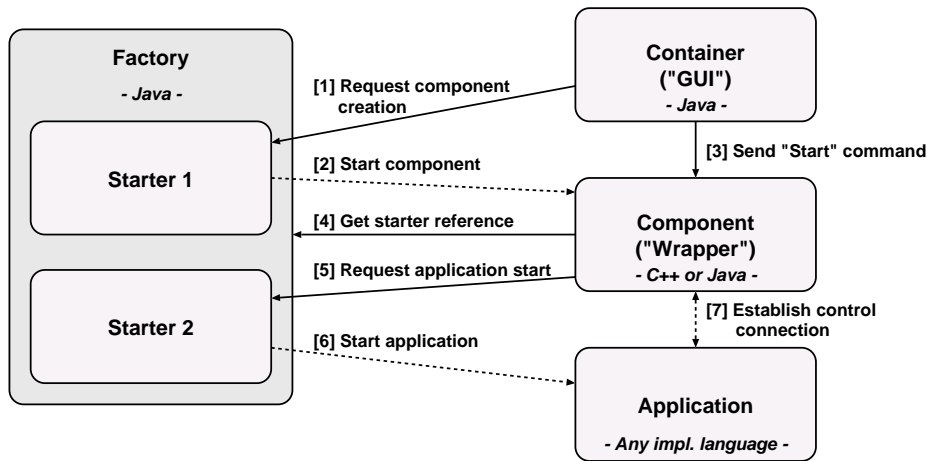 Factory
- Java -
Starter 1
Starter 2
[1] Request component
creation
[2] Start component
[4] Get starter reference
[5] Request application start
[6] Start application
Container
("GUI")
- Java -
[3] Send "Start" command
Component
("Wrapper")
- C++ or Java -
[7] Establish control
connection
Application
- Any impl. language -